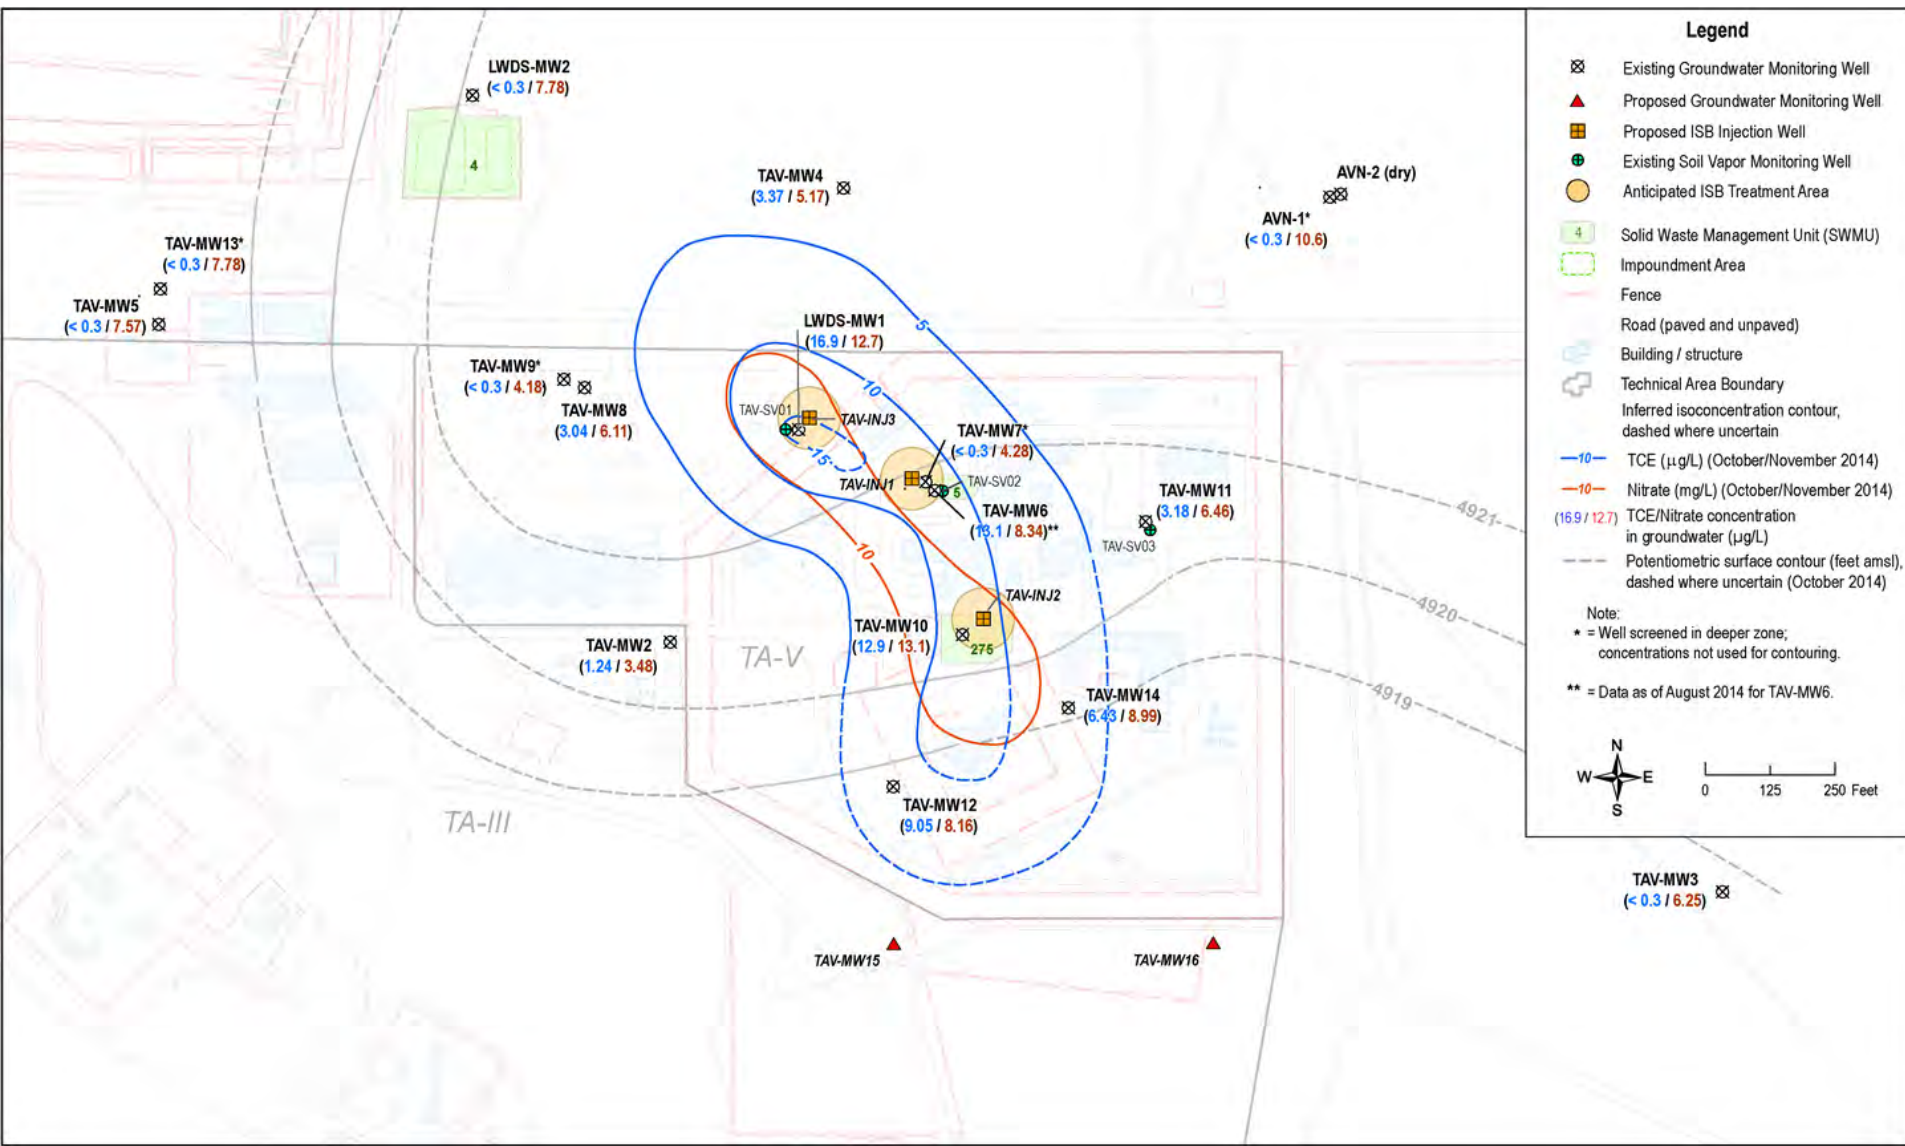 LWDS-MW2
(< 0.3 / 7.78)
4
TAV-MW4
(3.37 / 5.17)
AVN-2 (dry)
AVN-1*
(< 0.3 / 10.6)
TAV-MW13*
(< 0.3 / 7.78)
TAV-MW5
(< 0.3 / 7.57)
5
LWDS-MW1
(16.9 / 12.7)
TAV-MW9*
(< 0.3 / 4.18)
TAV-MW8
(3.04 / 6.11)
10
TAV-SV01
TAV-INJ3
15
TAV-MW7*
(< 0.3 / 4.28)
TAV-INJ1
TAV-SV02
5
TAV-MW6
(13.1 / 8.34)**
TAV-MW11
(3.18 / 6.46)
TAV-SV03
4921
10
TAV-INJ2
4920
TAV-MW10
(12.9 / 13.1)
275
TAV-MW2
(1.24 / 3.48)
TA-V
TAV-MW14
(6.43 / 8.99)
4919
TAV-MW12
(9.05 / 8.16)
TA-III
TAV-MW3
(< 0.3 / 6.25)
TAV-MW15
TAV-MW16
Legend
Existing Groundwater Monitoring Well
Proposed Groundwater Monitoring Well
Proposed ISB Injection Well
Existing Soil Vapor Monitoring Well
Anticipated ISB Treatment Area
4 Solid Waste Management Unit (SWMU)
Impoundment Area
Fence
Road (paved and unpaved)
Building / structure
Technical Area Boundary
Inferred isoconcentration contour,
dashed where uncertain
10 TCE (µg/L) (October/November 2014)
10 Nitrate (mg/L) (October/November 2014)
(16.9 / 12.7) TCE/Nitrate concentration
in groundwater (µg/L)
Potentiometric surface contour (feet amsl),
dashed where uncertain (October 2014)
Note:
* = Well screened in deeper zone;
concentrations not used for contouring.
** = Data as of August 2014 for TAV-MW6.
N
W E
S
0 125 250 Feet